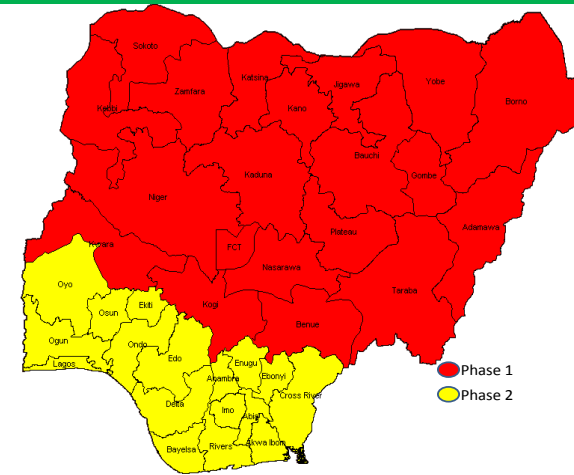 Sokoto
Katsina
Yobe
Borno
Zamfara
Jigawa
Kebbi
Kano
Bauchi
Gombe
Kaduna
Niger
Adamawa
Plateau
FCT
Kwara
Nasarawa
Taraba
Oyo
Kogi
Benue
Osun
Ekiti
Ogun
Ondo
Edo
Lagos
Enugu
Anambra
Ebonyi
Cross River
Delta
Imo
Abia
Bayelsa
Rivers
Akwa Ibom
Phase 1
Phase 2